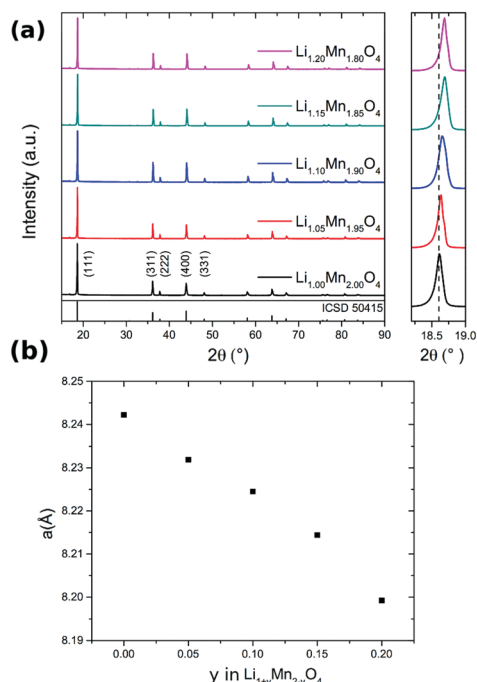 (a)
Intensity (a.u.)
Li1.20Mn1.80O4
Li1.15Mn1.85O4
Li1.10Mn1.90O4
Li1.05Mn1.95O4
Li1.00Mn2.00O4
(111)
(311)
(222)
(400)
(331)
ICSD 50415
20 30 40 50 60 70 80 90
2θ (°)
18.5 19.0
2θ (°)
(b)
a(Å)
8.25
8.24
8.23
8.22
8.21
8.20
8.19
0.00 0.05 0.10 0.15 0.20
y in Li1+yMn2-yO4